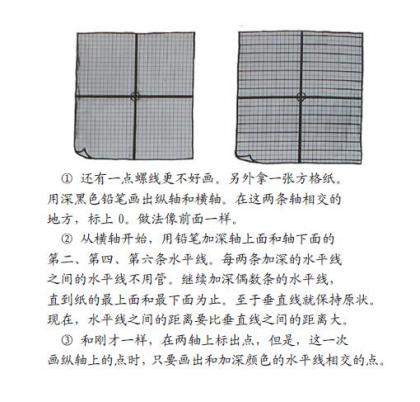 ① 还有一点螺线更不好画。另外拿一张方格纸。
用深黑色铅笔画出纵轴和横轴。在这两条轴相交的
地方，标上 0。做法像前面一样。
② 从横轴开始，用铅笔加深轴上面和轴下面的
第二、第四、第六条水平线。每两条加深的水平线
之间的水平线不用管。继续加深偶数条的水平线，
直到纸的最上面和最下面为止。至于垂直线就保持原状。
现在，水平线之间的距离要比垂直线之间的距离大。
③ 和刚才一样，在两轴上标出点，但是，这一次
画纵轴上的点时，只要画出和加深颜色的水平线相交的点。